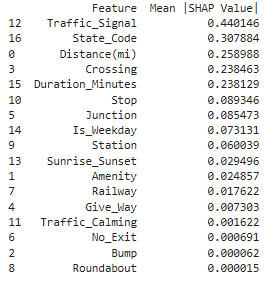 Feature Mean |SHAP Value|
12 Traffic_Signal 0.440146
16 State_Code 0.307884
0 Distance(mi) 0.258988
3 Crossing 0.238463
15 Duration_Minutes 0.238129
10 Stop 0.089346
5 Junction 0.085473
14 Is_Weekday 0.073131
9 Station 0.060039
13 Sunrise_Sunset 0.029496
1 Amenity 0.024857
7 Railway 0.017622
4 Give_Way 0.007303
11 Traffic_Calming 0.001622
6 No_Exit 0.000691
2 Bump 0.000062
8 Roundabout 0.000015